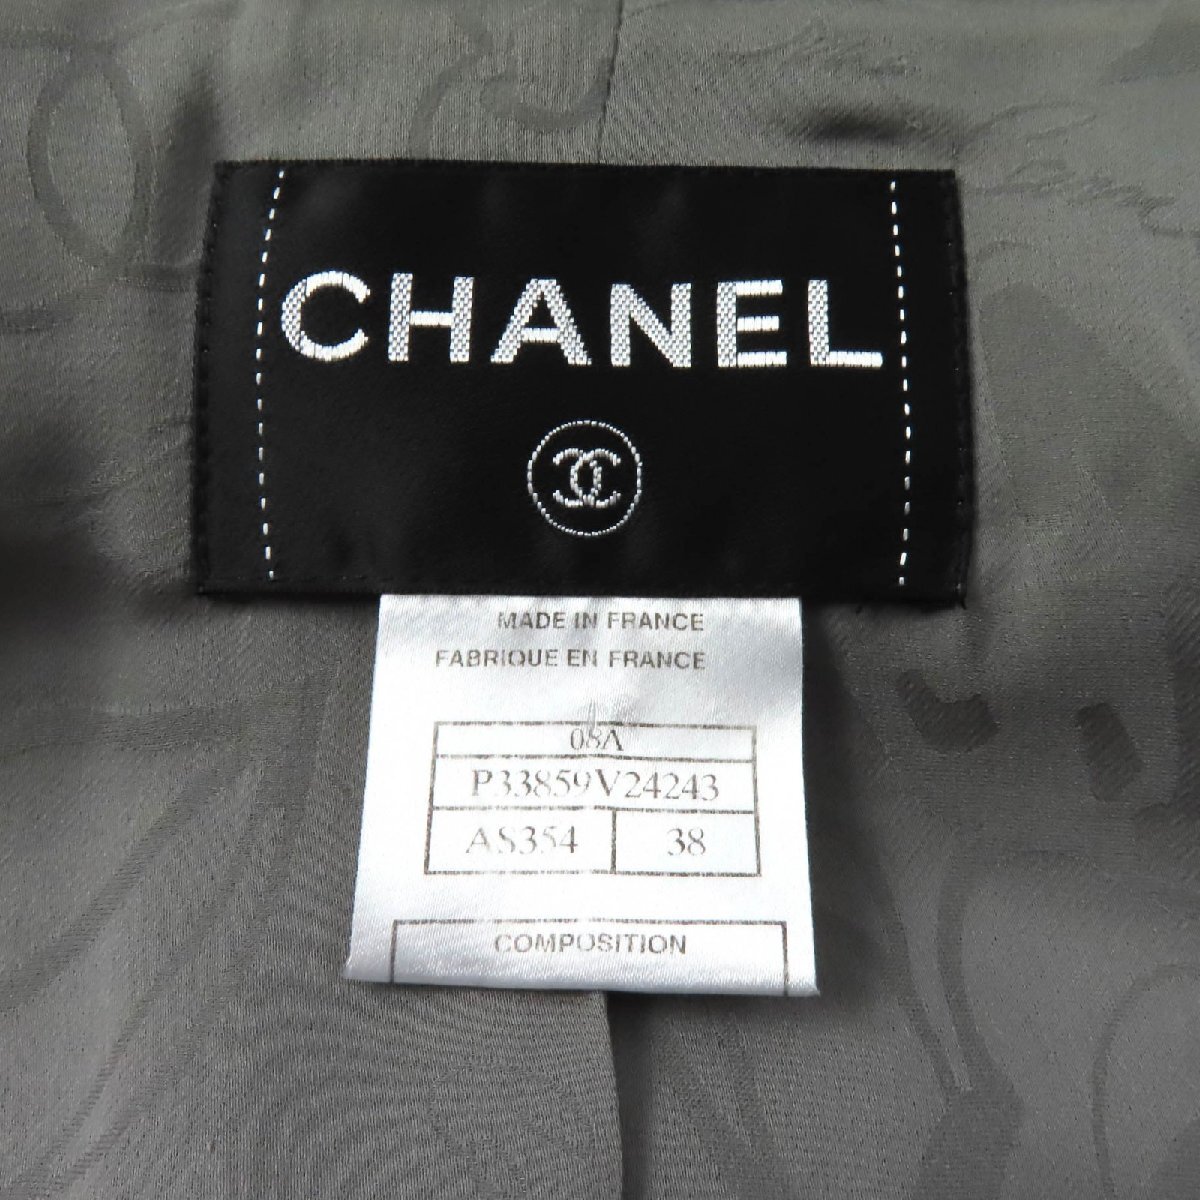 CHANEL
MADE IN FRANCE
FABRIQUE EN FRANCE
08A
P33859V24243
AS354 38
COMPOSITION